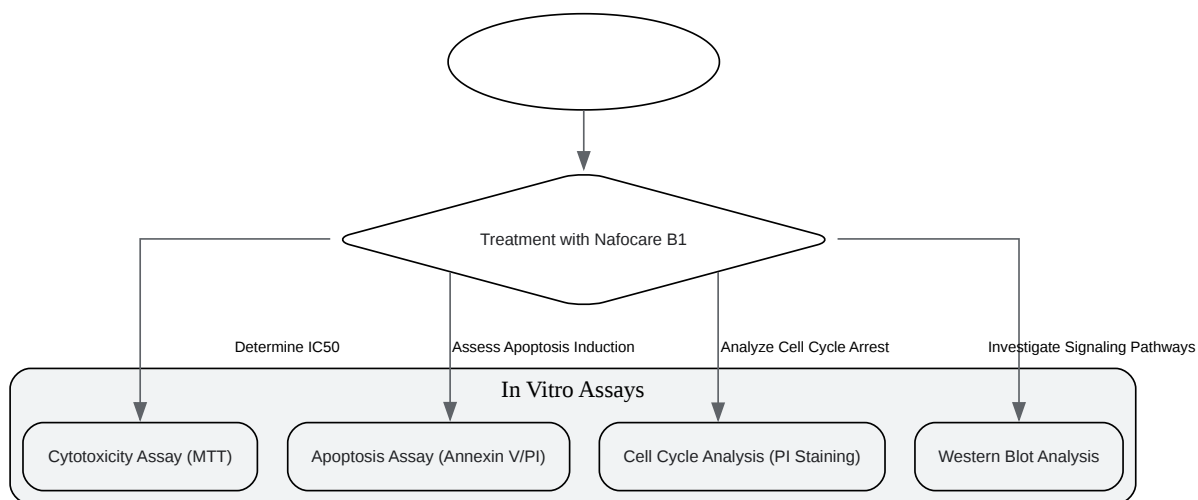 Treatment with Nafocare B1
Determine IC50
Assess Apoptosis Induction
Analyze Cell Cycle Arrest
Investigate Signaling Pathways
In Vitro Assays
Cytotoxicity Assay (MTT)
Apoptosis Assay (Annexin V/PI)
Cell Cycle Analysis (PI Staining)
Western Blot Analysis